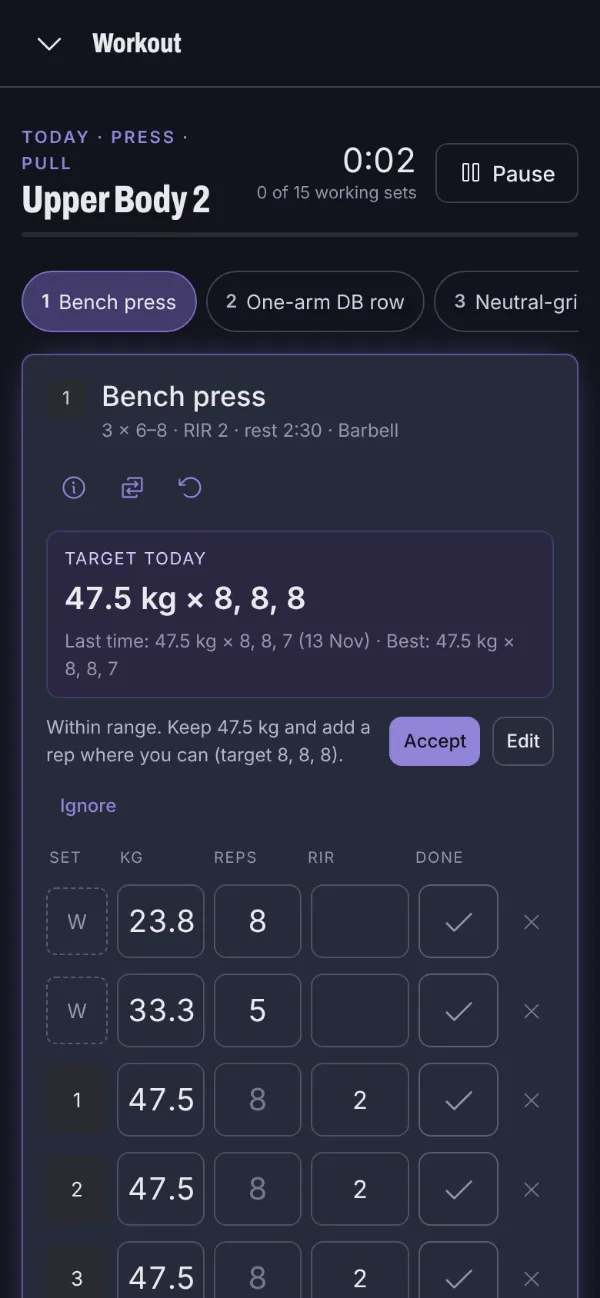 Workout
TODAY · PRESS ·
PULL
Upper Body 2
0:02
0 of 15 working sets
Pause
1 Bench press
2 One-arm DB row
3 Neutral-gri
1
Bench press
3 × 6–8 · RIR 2 · rest 2:30 · Barbell
TARGET TODAY
47.5 kg × 8, 8, 8
Last time: 47.5 kg × 8, 8, 7 (13 Nov) · Best: 47.5 kg ×
8, 8, 7
Within range. Keep 47.5 kg and add a
rep where you can (target 8, 8, 8).
Accept
Edit
Ignore
SET KG REPS RIR DONE
W 23.8 8
W 33.3 5
1 47.5 8 2
2 47.5 8 2
3 47.5 8 2